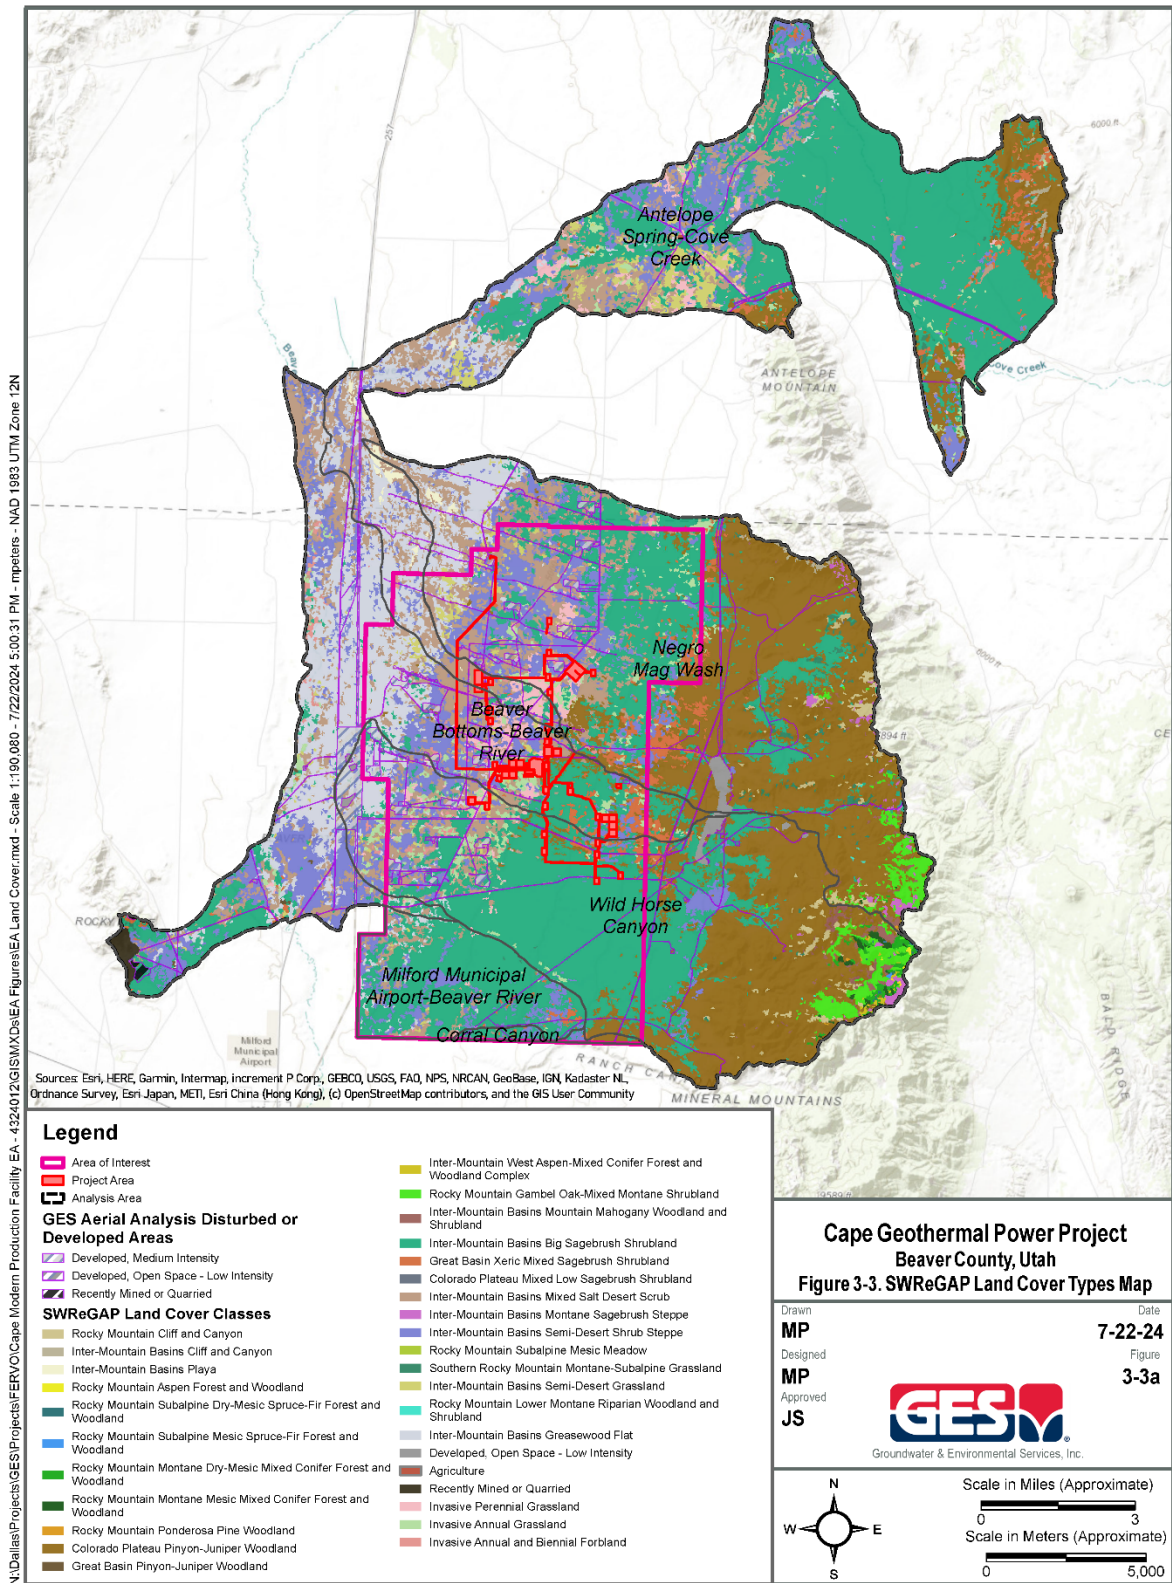 257
6000 ft
Antelope
Spring-Cove
Creek
Cove Creek
ANTELOPE
MOUNTAIN
Beav
6000 ft
Negro
Mag Wash
Beaver
Bottoms-Beaver
River
894 ft
CE
Wild Horse
Canyon
ROCKY
Milford Municipal
Airport-Beaver River
Corral Canyon
Milford
Municipal
Airport
RANCH CA
MINERAL MOUNTAINS
BALD RIDGE
9589 ft
Sources: Esri, HERE, Garmin, Intermap, increment P Corp., GEBCO, USGS, FAO, NPS, NRCAN, GeoBase, IGN, Kadaster NL,
Ordnance Survey, Esri Japan, METI, Esri China (Hong Kong), (c) OpenStreetMap contributors, and the GIS User Community
N:\Dallas\Projects\GES\Projects\FERVO\Cape Modern Production Facility EA - 4324012\GIS\MXDs\EA Figures\EA Land Cover.mxd - Scale 1:190,080 - 7/22/2024 5:00:31 PM - mpeters - NAD 1983 UTM Zone 12N
Legend
Area of Interest
Project Area
Analysis Area
GES Aerial Analysis Disturbed or
Developed Areas
Developed, Medium Intensity
Developed, Open Space - Low Intensity
Recently Mined or Quarried
SWReGAP Land Cover Classes
Rocky Mountain Cliff and Canyon
Inter-Mountain Basins Cliff and Canyon
Inter-Mountain Basins Playa
Rocky Mountain Aspen Forest and Woodland
Rocky Mountain Subalpine Dry-Mesic Spruce-Fir Forest and
Woodland
Rocky Mountain Subalpine Mesic Spruce-Fir Forest and
Woodland
Rocky Mountain Montane Dry-Mesic Mixed Conifer Forest and
Woodland
Rocky Mountain Montane Mesic Mixed Conifer Forest and
Woodland
Rocky Mountain Ponderosa Pine Woodland
Colorado Plateau Pinyon-Juniper Woodland
Great Basin Pinyon-Juniper Woodland
Inter-Mountain West Aspen-Mixed Conifer Forest and
Woodland Complex
Rocky Mountain Gambel Oak-Mixed Montane Shrubland
Inter-Mountain Basins Mountain Mahogany Woodland and
Shrubland
Inter-Mountain Basins Big Sagebrush Shrubland
Great Basin Xeric Mixed Sagebrush Shrubland
Colorado Plateau Mixed Low Sagebrush Shrubland
Inter-Mountain Basins Mixed Salt Desert Scrub
Inter-Mountain Basins Montane Sagebrush Steppe
Inter-Mountain Basins Semi-Desert Shrub Steppe
Rocky Mountain Subalpine Mesic Meadow
Southern Rocky Mountain Montane-Subalpine Grassland
Inter-Mountain Basins Semi-Desert Grassland
Rocky Mountain Lower Montane Riparian Woodland and
Shrubland
Inter-Mountain Basins Greasewood Flat
Developed, Open Space - Low Intensity
Agriculture
Recently Mined or Quarried
Invasive Perennial Grassland
Invasive Annual Grassland
Invasive Annual and Biennial Forbland
Cape Geothermal Power Project
Beaver County, Utah
Figure 3-3. SWReGAP Land Cover Types Map
Drawn
MP
Date
7-22-24
Designed
MP
Figure
3-3a
Approved
JS
GES
Groundwater & Environmental Services, Inc.
N
W
E
S
Scale in Miles (Approximate)
0 3
Scale in Meters (Approximate)
0 5,000